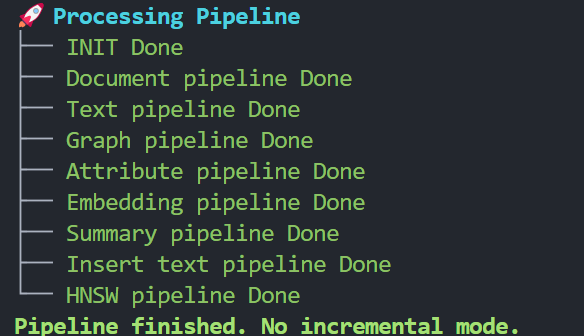 🚀 Processing Pipeline
├── INIT Done
├── Document pipeline Done
├── Text pipeline Done
├── Graph pipeline Done
├── Attribute pipeline Done
├── Embedding pipeline Done
├── Summary pipeline Done
├── Insert text pipeline Done
└── HNSW pipeline Done
Pipeline finished. No incremental mode.